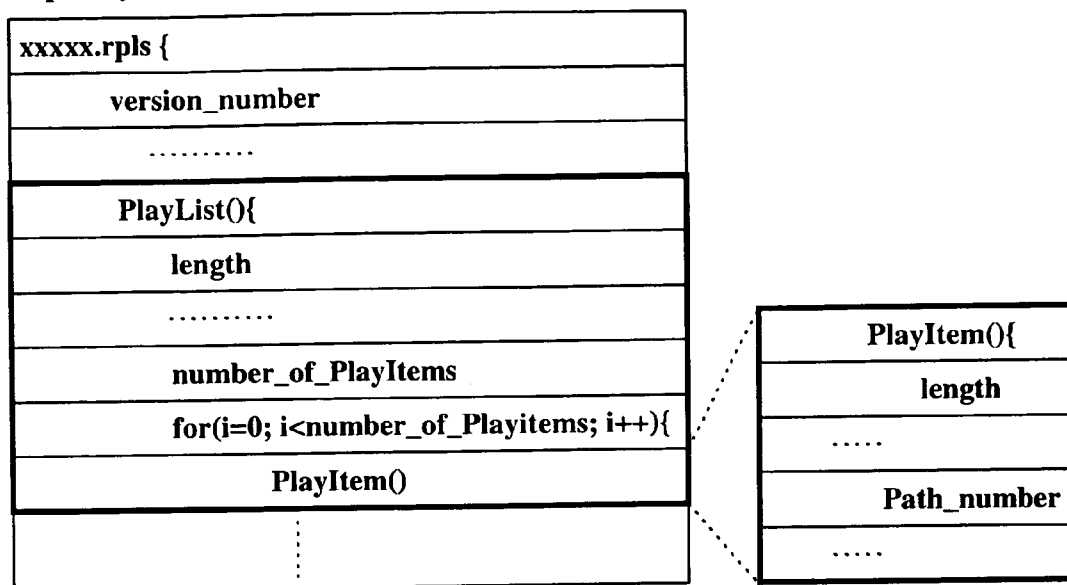 xxxxx.rpls {
version_number
..........
PlayList(){
length
..........
number_of_PlayItems
for(i=0; i<number_of_Playitems; i++){
PlayItem()
PlayItem(){
length
.....
Path_number
.....